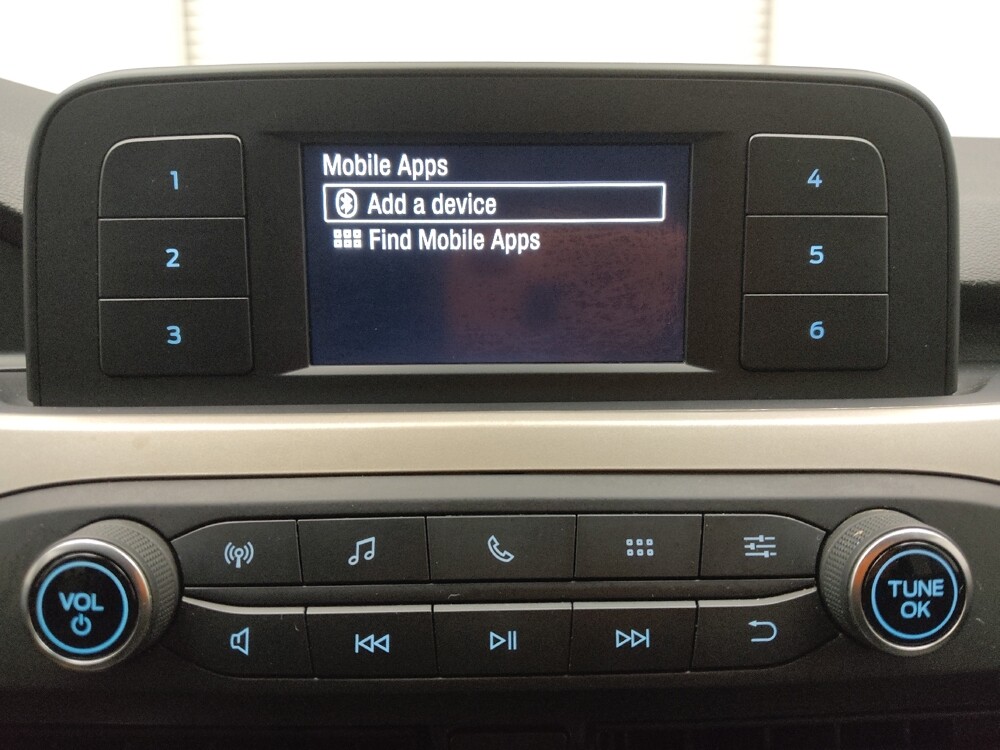 Mobile Apps
Add a device
Find Mobile Apps
1
2
3
4
5
6
VOL
TUNE
OK